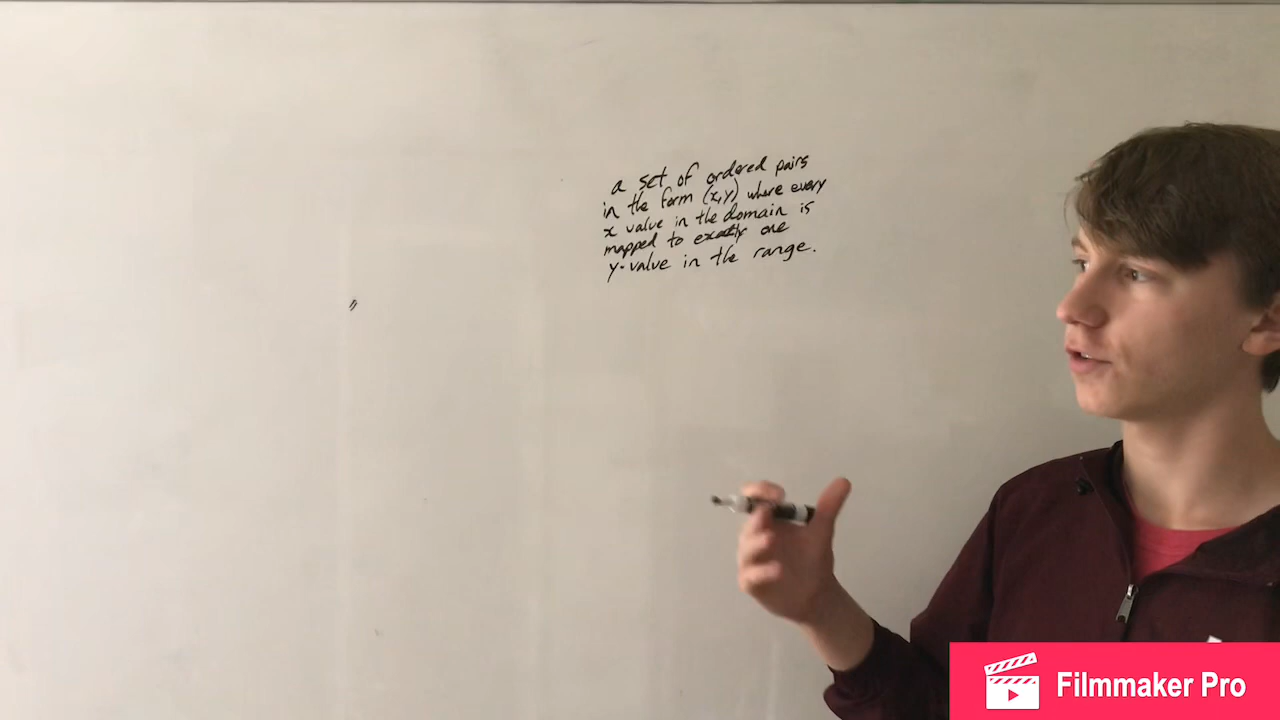 a set of ordered pairs
in the form (x,y) where every
x value in the domain is
mapped to exactly one
y-value in the range.
Filmmaker Pro